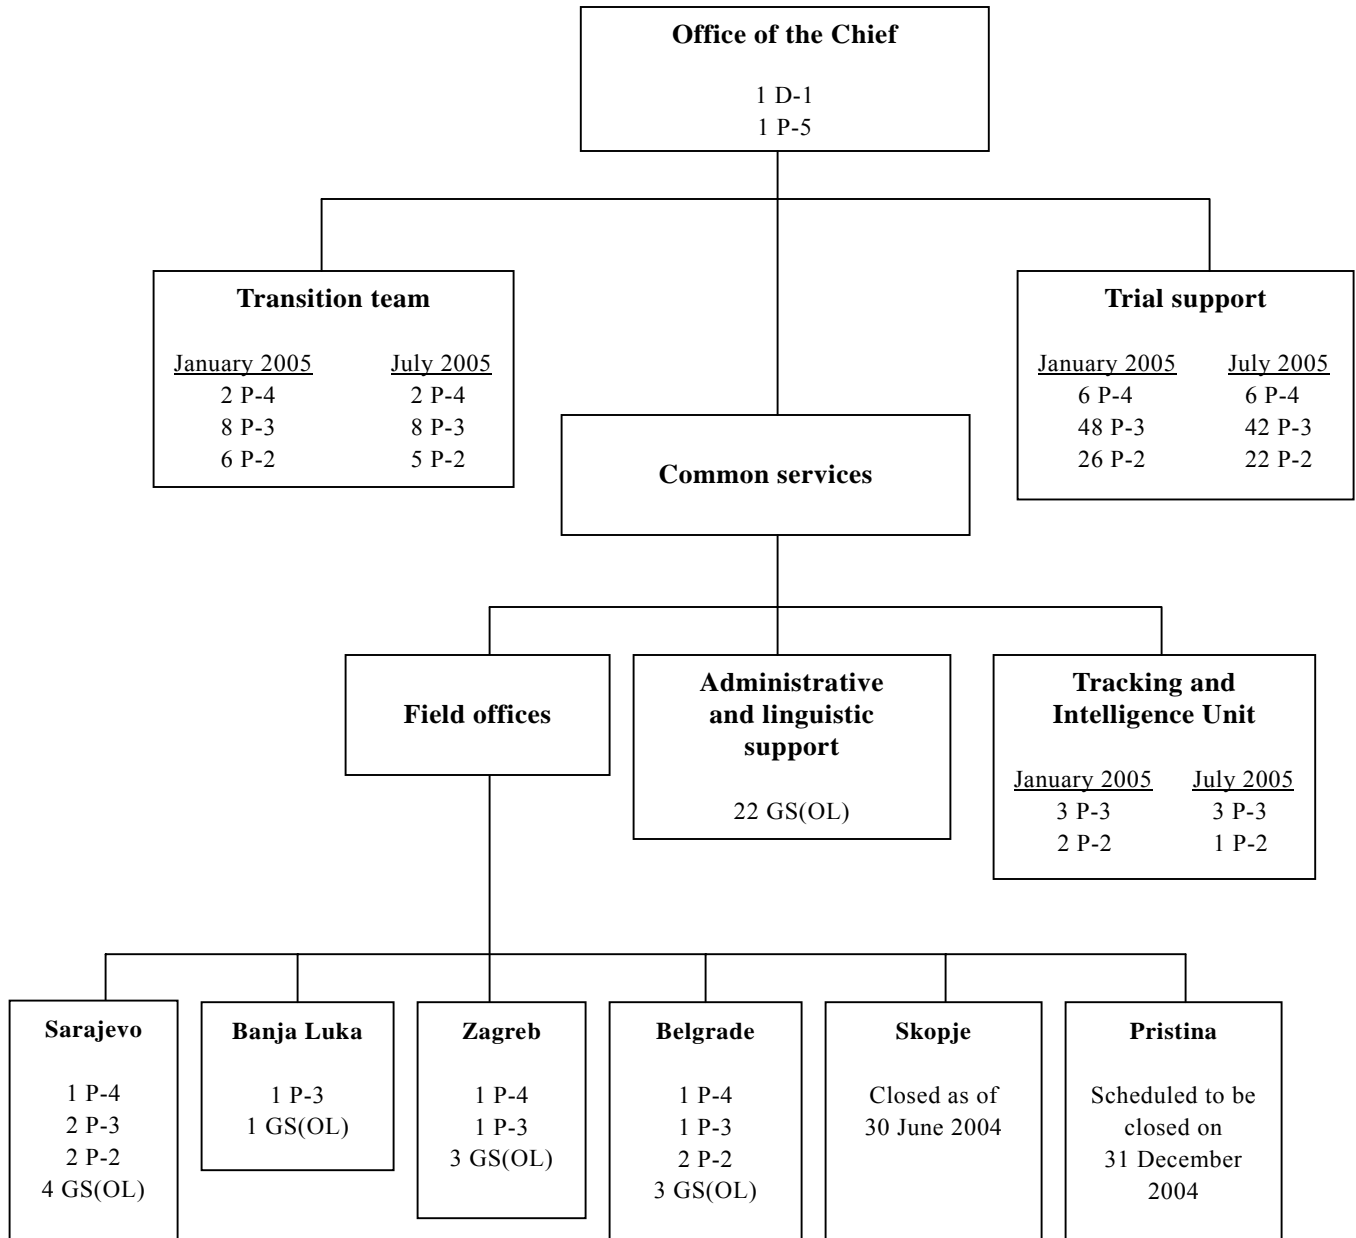 Office of the Chief
1 D-1
1 P-5
Transition team
January 2005 July 2005
2 P-4 2 P-4
8 P-3 8 P-3
6 P-2 5 P-2
Trial support
January 2005 July 2005
6 P-4 6 P-4
48 P-3 42 P-3
26 P-2 22 P-2
Common services
Field offices
Administrative
and linguistic
support
22 GS(OL)
Tracking and
Intelligence Unit
January 2005 July 2005
3 P-3 3 P-3
2 P-2 1 P-2
Sarajevo
1 P-4
2 P-3
2 P-2
4 GS(OL)
Banja Luka
1 P-3
1 GS(OL)
Zagreb
1 P-4
1 P-3
3 GS(OL)
Belgrade
1 P-4
1 P-3
2 P-2
3 GS(OL)
Skopje
Closed as of
30 June 2004
Pristina
Scheduled to be
closed on
31 December
2004